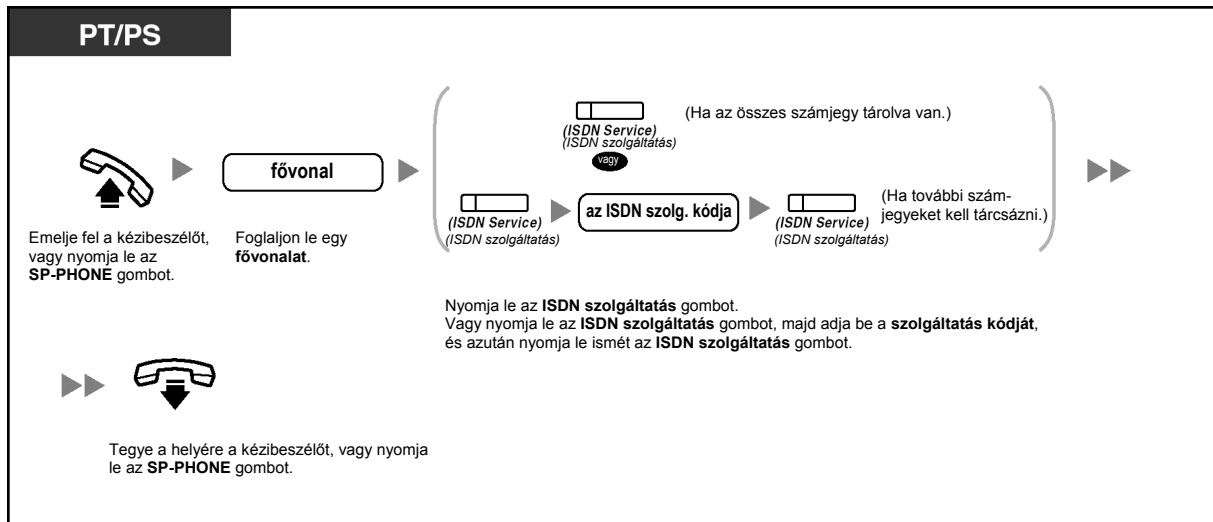 PT/PS
(Ha az összes számjegy tárolva van.)
(ISDN Service)
(ISDN szolgáltatás)
vagy
fővonal
az ISDN szolg. kódja
(Ha további szám-
jegyeket kell tárcsázni.)
(ISDN Service)
(ISDN szolgáltatás)
(ISDN Service)
(ISDN szolgáltatás)
Emelje fel a kézibeszélőt,
vagy nyomja le az
SP-PHONE gombot.
Foglaljon le egy
fővonalat.
Nyomja le az ISDN szolgáltatás gombot.
Vagy nyomja le az ISDN szolgáltatás gombot, majd adja be a szolgáltatás kódját,
és azután nyomja le ismét az ISDN szolgáltatás gombot.
Tegye a helyére a kézibeszélőt, vagy nyomja
le az SP-PHONE gombot.